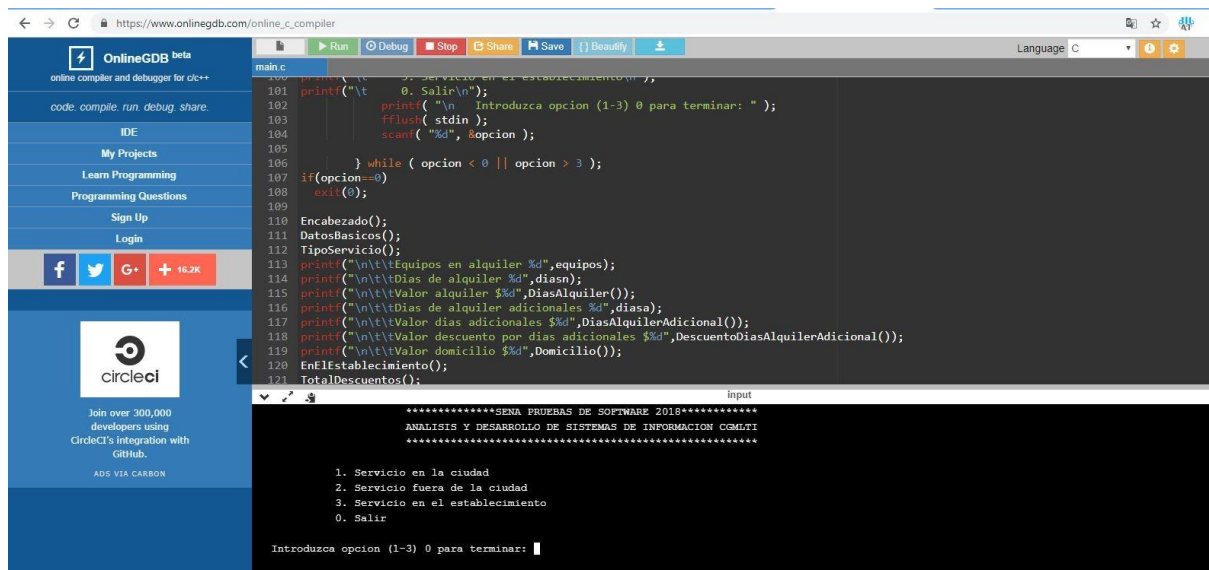 https://www.onlinegdb.com/online_c_compiler
OnlineGDB beta
online compiler and debugger for c/c++
code. compile. run. debug. share.
IDE
My Projects
Learn Programming
Programming Questions
Sign Up
Login
f
G+
+ 16.2K
circleci
Join over 300,000
developers using
CircleCI's integration with
GitHub.
ADS VIA CARBON
Run Debug Stop Share Save { } Beautify
Language C
main.c
100 printf( "\t 3. Servicio en el establecimiento\n" );
101 printf("\t 0. Salir\n");
102 printf( "\n Introduzca opcion (1-3) 0 para terminar: " );
103 fflush( stdin );
104 scanf( "%d", &opcion );
105
106 } while ( opcion < 0 || opcion > 3 );
107 if(opcion==0)
108 exit(0);
109
110 Encabezado();
111 DatosBasicos();
112 TipoServicio();
113 printf("\n\t\tEquipos en alquiler %d",equipos);
114 printf("\n\t\tDias de alquiler %d",diasn);
115 printf("\n\t\tValor alquiler $%d",DiasAlquiler());
116 printf("\n\t\tDias de alquiler adicionales %d",diasa);
117 printf("\n\t\tValor dias adicionales $%d",DiasAlquilerAdicional());
118 printf("\n\t\tValor descuento por dias adicionales $%d",DescuentoDiasAlquilerAdicional());
119 printf("\n\t\tValor domicilio $%d",Domicilio());
120 EnElEstablecimiento();
121 TotalDescuentos();
input
**************SENA PRUEBAS DE SOFTWARE 2018************
ANALISIS Y DESARROLLO DE SISTEMAS DE INFORMACION CGMLTI
*******************************************************
1. Servicio en la ciudad
2. Servicio fuera de la ciudad
3. Servicio en el establecimiento
0. Salir
Introduzca opcion (1-3) 0 para terminar: